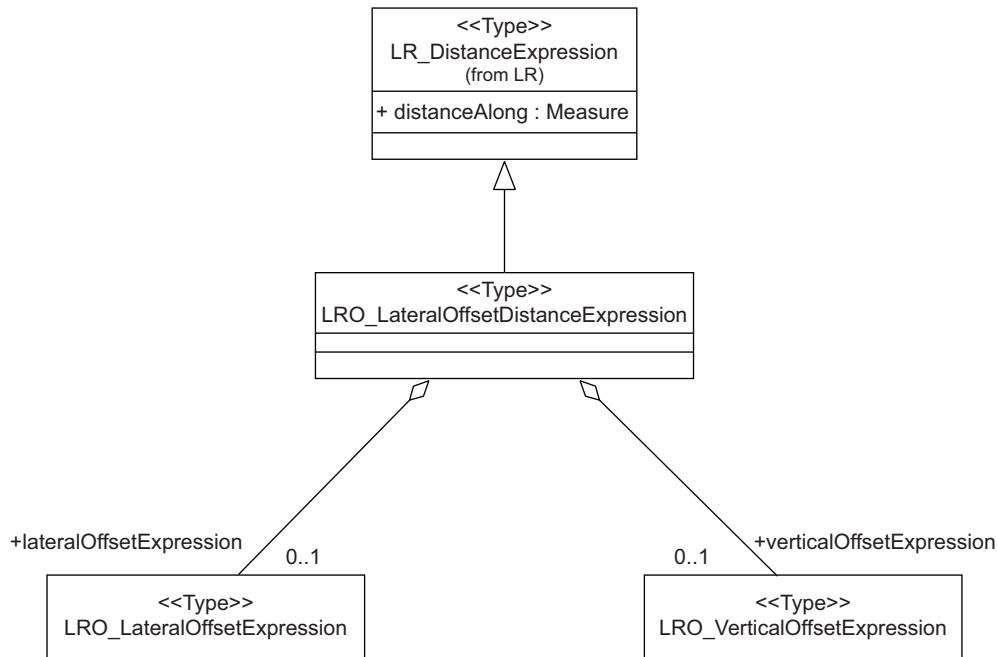 <<Type>>
LR_DistanceExpression
(from LR)
+ distanceAlong : Measure
<<Type>>
LRO_LateralOffsetDistanceExpression
+lateralOffsetExpression
0..1
0..1
+verticalOffsetExpression
<<Type>>
LRO_LateralOffsetExpression
<<Type>>
LRO_VerticalOffsetExpression